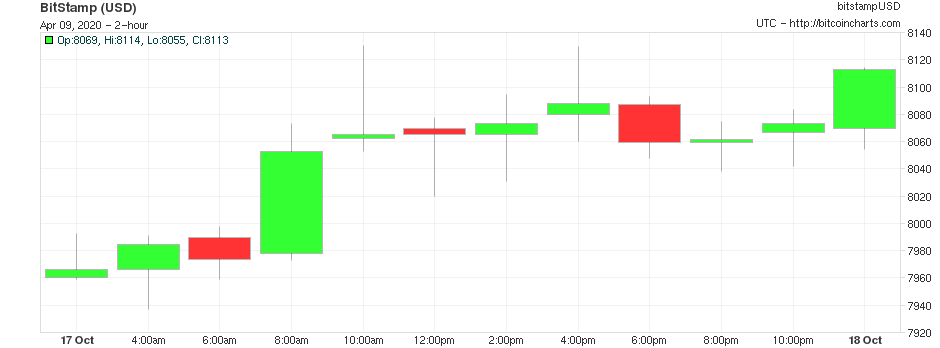 BitStamp (USD)
bitstampUSD
Apr 09, 2020 - 2-hour
UTC - http://bitcoincharts.com
Op:8069, Hi:8114, Lo:8055, Cl:8113
8140
8120
8100
8080
8060
8040
8020
8000
7980
7960
7940
7920
17 Oct 4:00am 6:00am 8:00am 10:00am 12:00pm 2:00pm 4:00pm 6:00pm 8:00pm 10:00pm 18 Oct